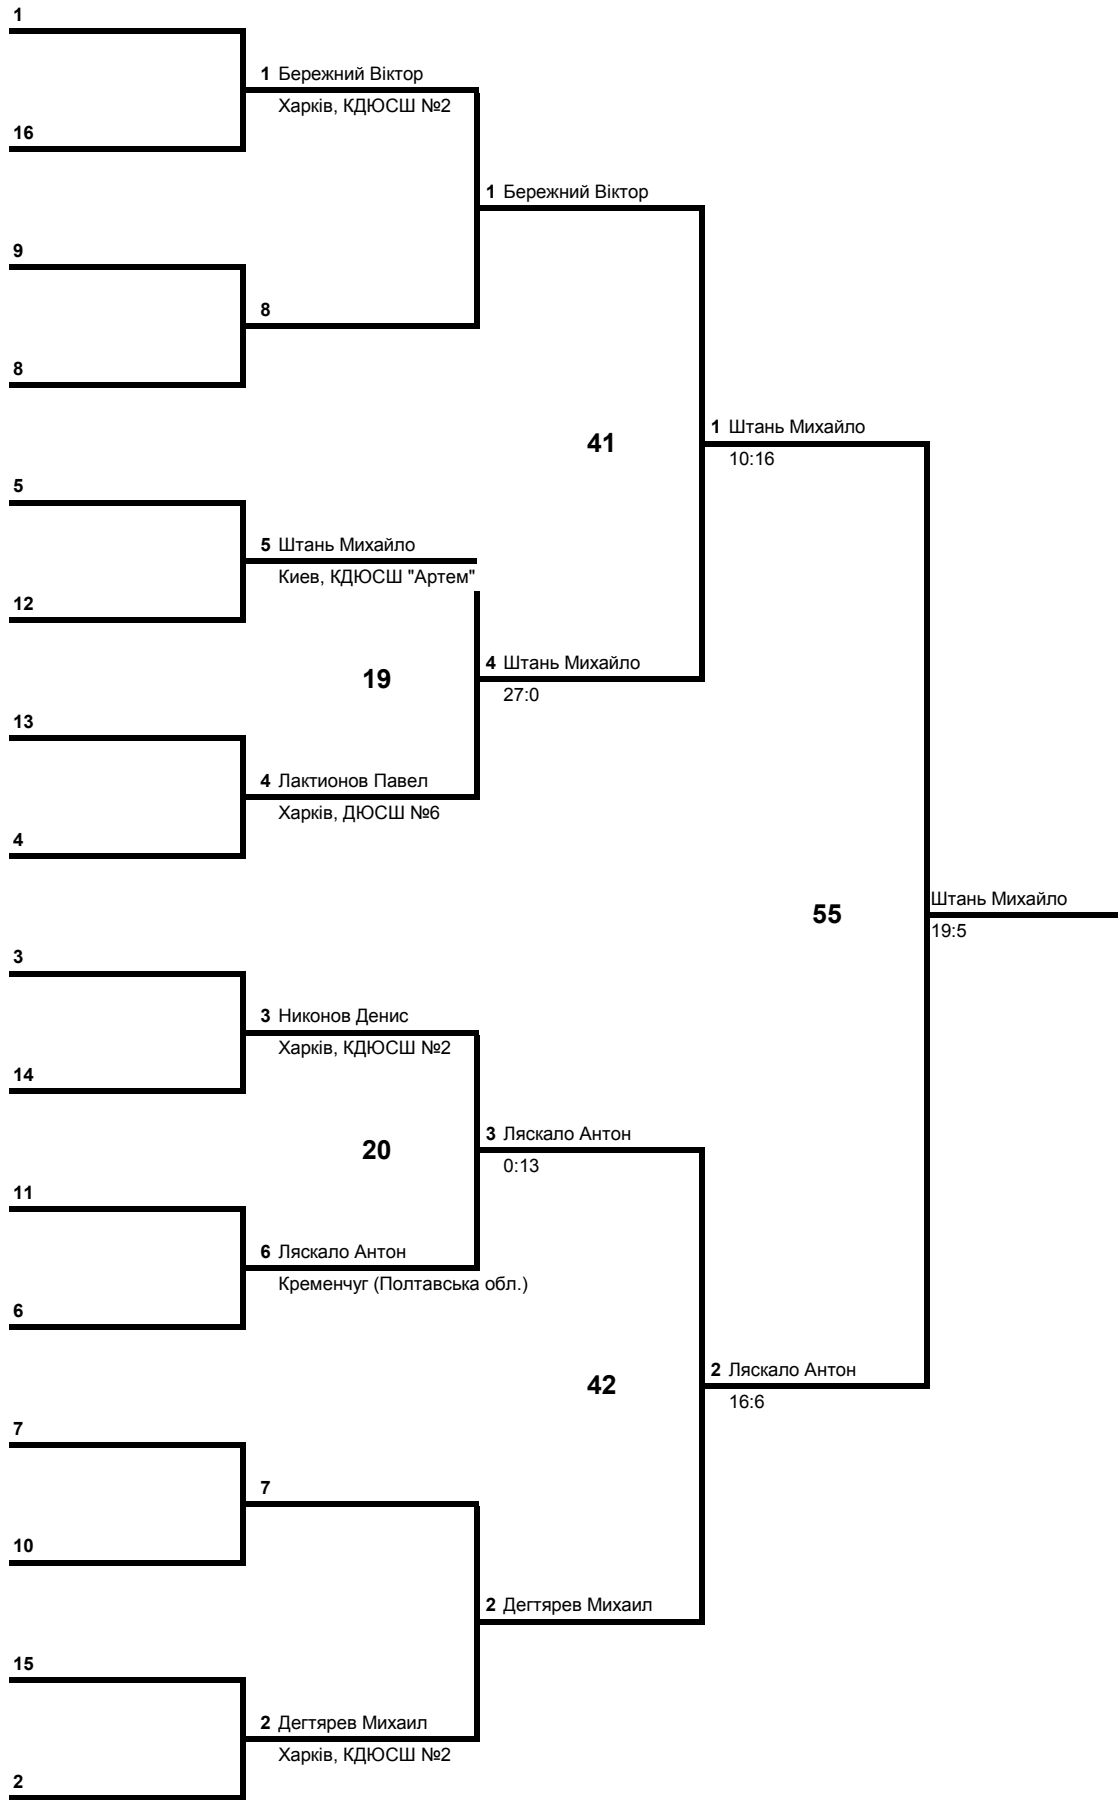 1
1 Бережний Віктор
Харків, КДЮСШ №2
16
1 Бережний Віктор
9
8
8
41
1 Штань Михайло
10:16
5
5 Штань Михайло
Киев, КДЮСШ "Артем"
12
19
4 Штань Михайло
27:0
13
4 Лактионов Павел
Харків, ДЮСШ №6
4
55
Штань Михайло
19:5
3
3 Никонов Денис
Харків, КДЮСШ №2
14
20
3 Ляскало Антон
0:13
11
6 Ляскало Антон
Кременчуг (Полтавська обл.)
6
42
2 Ляскало Антон
16:6
7
7
10
2 Дегтярев Михаил
15
2 Дегтярев Михаил
Харків, КДЮСШ №2
2